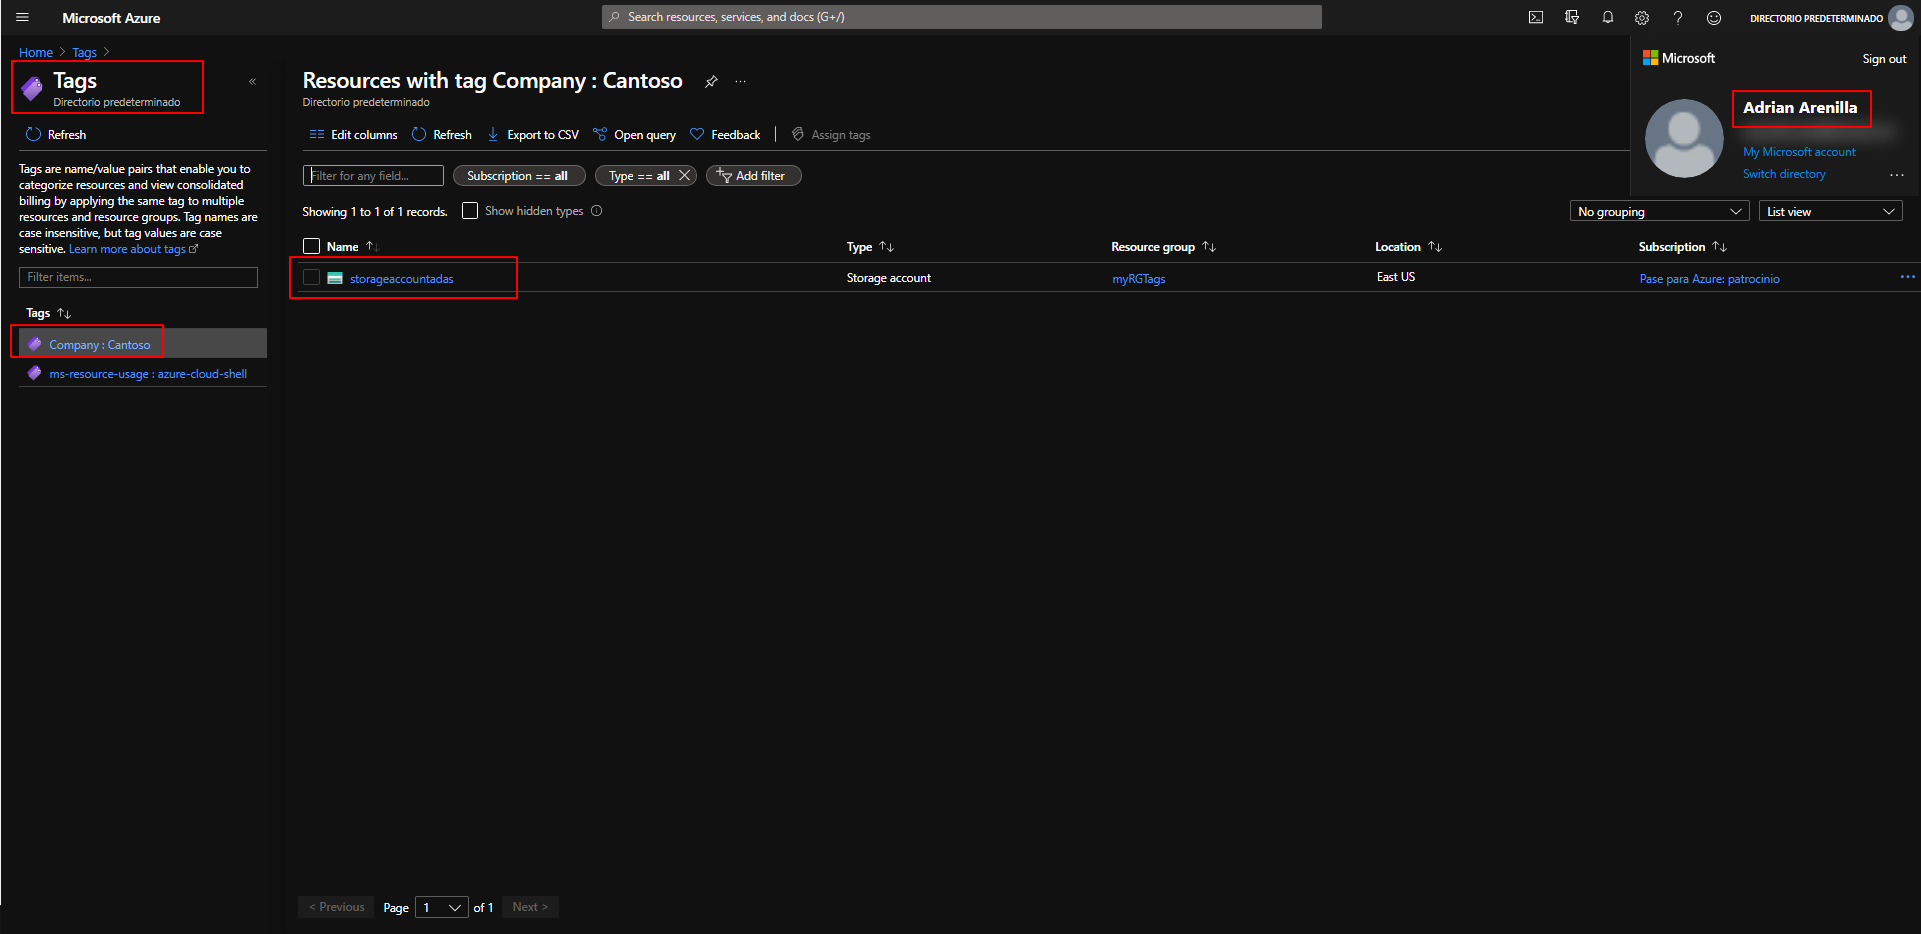 Microsoft Azure
Search resources, services, and docs (G+/)
DIRECTORIO PREDETERMINADO
Home > Tags >
Tags
Directorio predeterminado
«
Refresh
Tags are name/value pairs that enable you to
categorize resources and view consolidated
billing by applying the same tag to multiple
resources and resource groups. Tag names are
case insensitive, but tag values are case
sensitive. Learn more about tags
Filter items...
Tags ↑↓
Company : Cantoso
ms-resource-usage : azure-cloud-shell
Resources with tag Company : Cantoso
...
Directorio predeterminado
Edit columns Refresh Export to CSV Open query Feedback | Assign tags
Filter for any field... Subscription == all Type == all Add filter
Showing 1 to 1 of 1 records. Show hidden types
No grouping List view
Name ↑↓ Type ↑↓ Resource group ↑↓ Location ↑↓ Subscription ↑↓
storageaccountadas Storage account myRGTags East US Pase para Azure: patrocinio ...
< Previous Page 1 of 1 Next >
Microsoft
Sign out
Adrian Arenilla
My Microsoft account
Switch directory
...